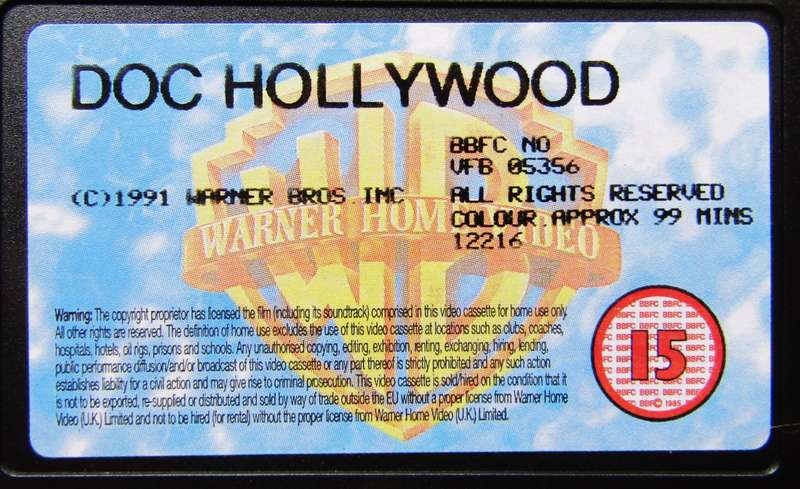 DOC HOLLYWOOD
BBFC NO
VFB 05356
(C)1991 WARNER BROS.INC
ALL RIGHTS RESERVED
COLOUR.APPROX 99 MINS
12216
WARNER HOME VIDEO
Warning: The copyright proprietor has licensed the film (including its soundtrack) comprised in this video cassette for home use only.
All other rights are reserved. The definition of home use excludes the use of this video cassette at locations such as clubs, coaches,
hospitals, hotels, oil rigs, prisons and schools. Any unauthorised copying, editing, exhibition, renting, exchanging, hiring, lending,
public performance diffusion/and/or broadcast of this video cassette or any part thereof is strictly prohibited and any such action
establishes liability for a civil action and may give rise to criminal prosecution. This video cassette is sold/hired on the condition that it
is not to be exported, re-supplied or distributed and sold by way of trade outside the EU without a proper license from Warner Home
Video (U.K.) Limited and not to be hired (for rental) without the proper license from Warner Home Video (U.K.) Limited.
15
BBFC © 1985